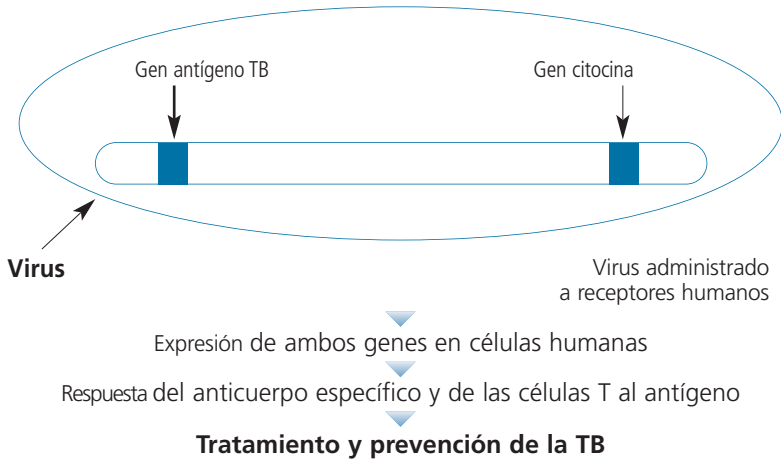 Gen antígeno TB
Gen citocina
Virus
Virus administrado
a receptores humanos
Expresión de ambos genes en células humanas
Respuesta del anticuerpo específico y de las células T al antígeno
Tratamiento y prevención de la TB